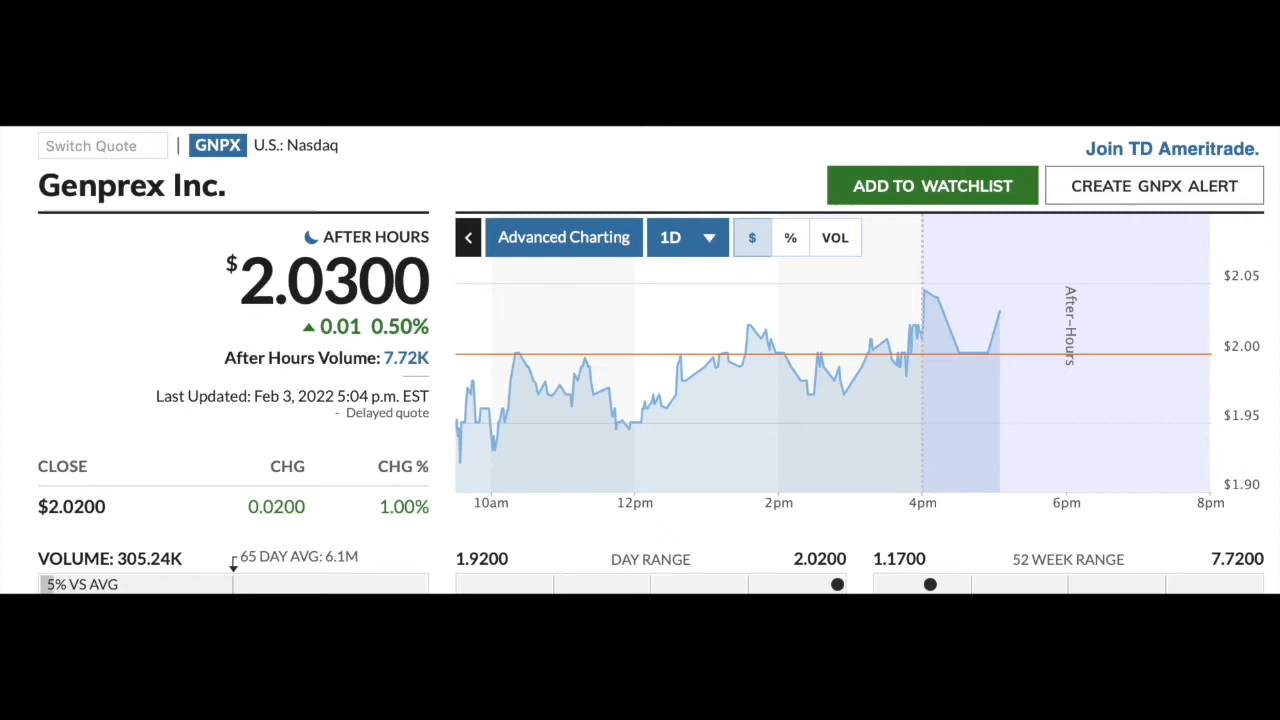 Switch Quote | GNPX U.S.: Nasdaq
Join TD Ameritrade.
Genprex Inc.
ADD TO WATCHLIST
CREATE GNPX ALERT
AFTER HOURS
$2.0300
0.01 0.50%
After Hours Volume: 7.72K
Last Updated: Feb 3, 2022 5:04 p.m. EST
- Delayed quote
CLOSE CHG CHG %
$2.0200 0.0200 1.00%
VOLUME: 305.24K 65 DAY AVG: 6.1M
5% VS AVG
< Advanced Charting 1D $ % VOL
$2.05
$2.00
$1.95
$1.90
After-Hours
10am 12pm 2pm 4pm 6pm 8pm
1.9200 DAY RANGE 2.0200
1.1700 52 WEEK RANGE 7.7200